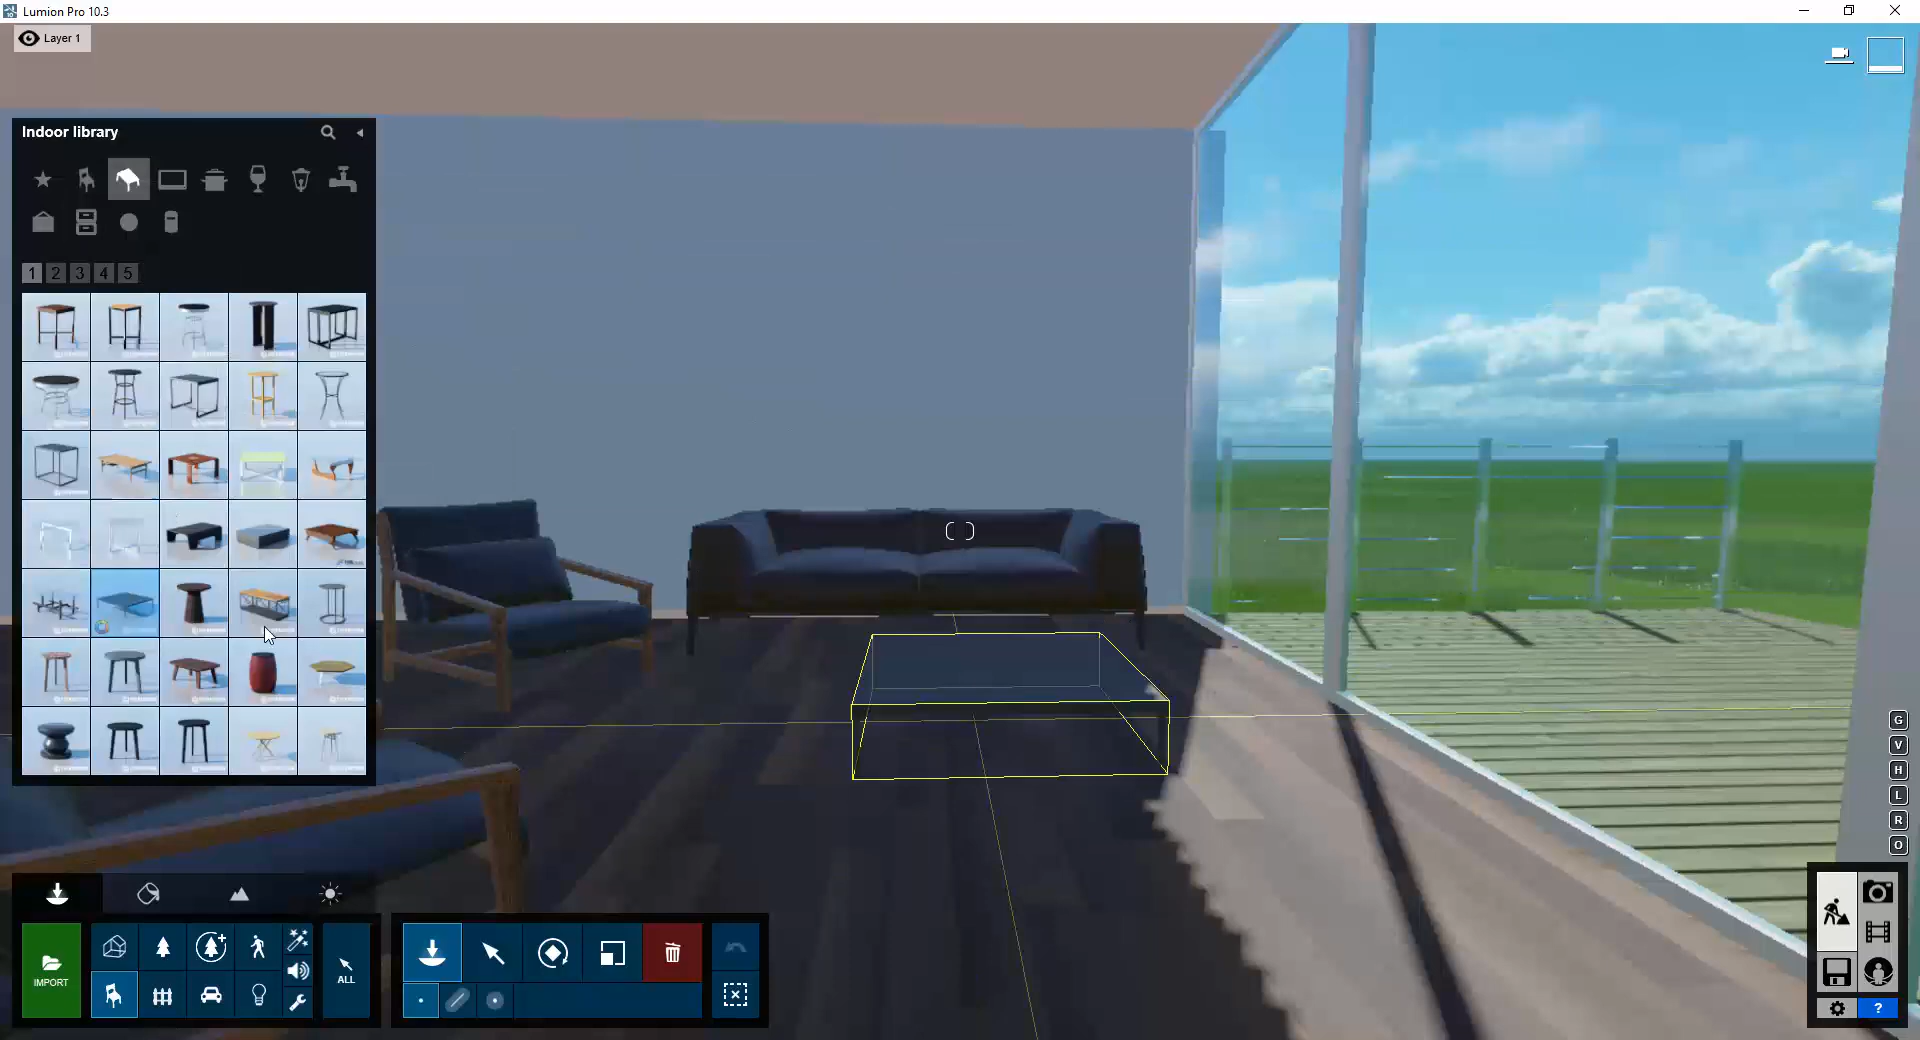 Lumion Pro 10.3
Layer 1
Indoor library
1 2 3 4 5
G
V
H
L
R
O
IMPORT
ALL
?